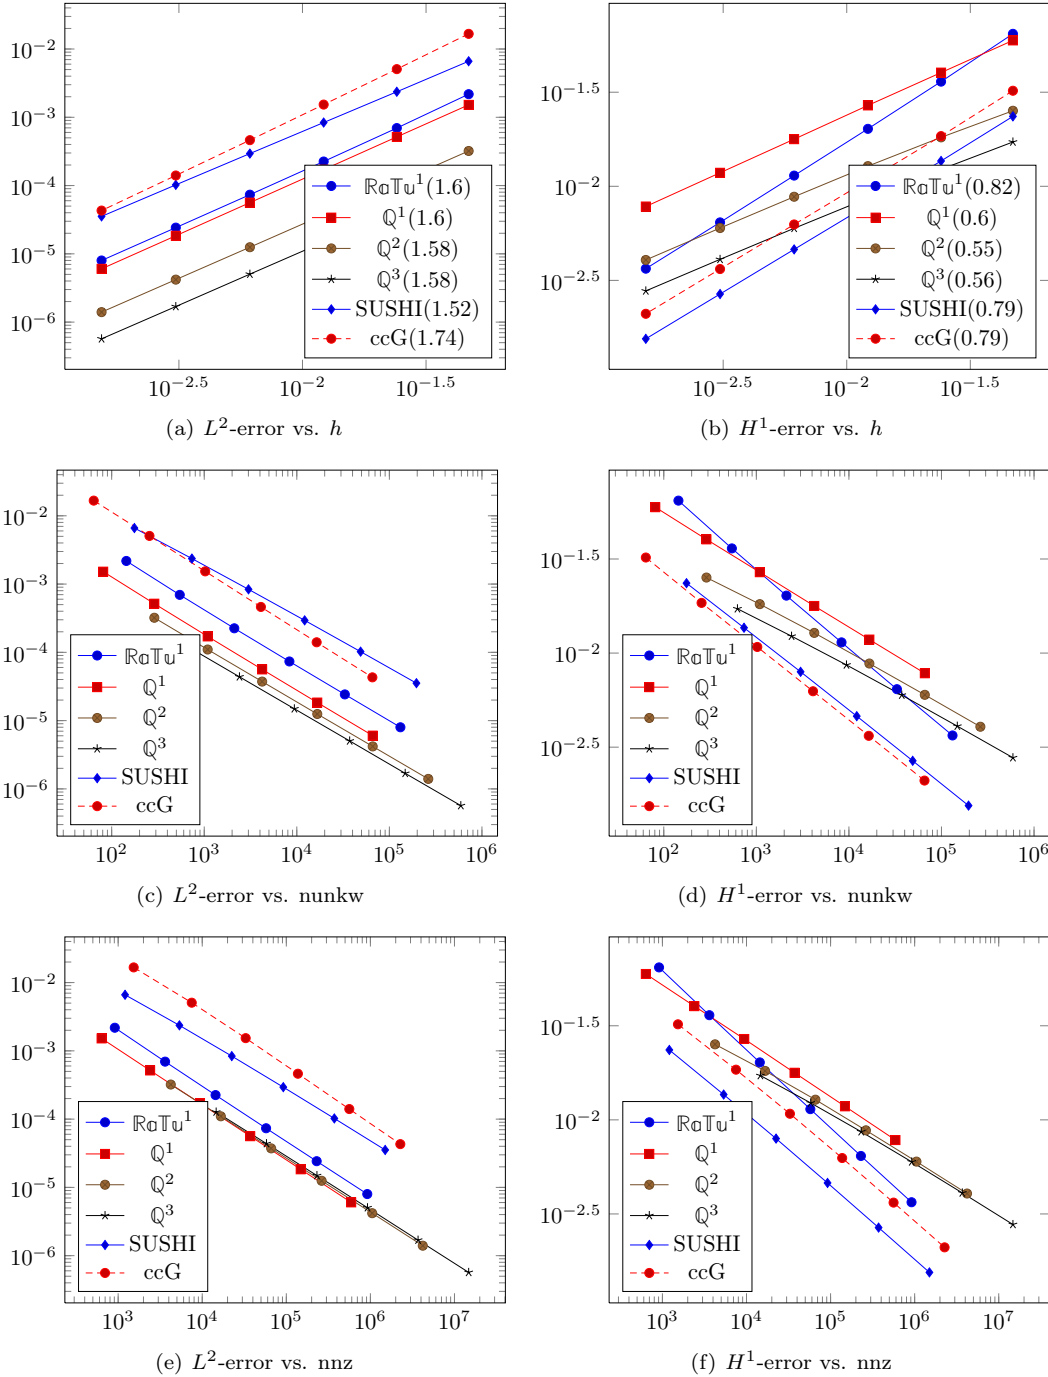 10^{-2}
10^{-3}
10^{-4}
10^{-5}
10^{-6}
10^{-2.5}
10^{-2}
10^{-1.5}
ℝ𝕒𝕋𝕦^1(1.6)
ℚ^1(1.6)
ℚ^2(1.58)
ℚ^3(1.58)
SUSHI(1.52)
ccG(1.74)
(a) L^2-error vs. h
10^{-1.5}
10^{-2}
10^{-2.5}
10^{-2.5}
10^{-2}
10^{-1.5}
ℝ𝕒𝕋𝕦^1(0.82)
ℚ^1(0.6)
ℚ^2(0.55)
ℚ^3(0.56)
SUSHI(0.79)
ccG(0.79)
(b) H^1-error vs. h
10^{-2}
10^{-3}
10^{-4}
10^{-5}
10^{-6}
10^2
10^3
10^4
10^5
10^6
ℝ𝕒𝕋𝕦^1
ℚ^1
ℚ^2
ℚ^3
SUSHI
ccG
(c) L^2-error vs. nunkw
10^{-1.5}
10^{-2}
10^{-2.5}
10^2
10^3
10^4
10^5
10^6
ℝ𝕒𝕋𝕦^1
ℚ^1
ℚ^2
ℚ^3
SUSHI
ccG
(d) H^1-error vs. nunkw
10^{-2}
10^{-3}
10^{-4}
10^{-5}
10^{-6}
10^3
10^4
10^5
10^6
10^7
ℝ𝕒𝕋𝕦^1
ℚ^1
ℚ^2
ℚ^3
SUSHI
ccG
(e) L^2-error vs. nnz
10^{-1.5}
10^{-2}
10^{-2.5}
10^3
10^4
10^5
10^6
10^7
ℝ𝕒𝕋𝕦^1
ℚ^1
ℚ^2
ℚ^3
SUSHI
ccG
(f) H^1-error vs. nnz